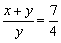 (x + y)/y = 7/4